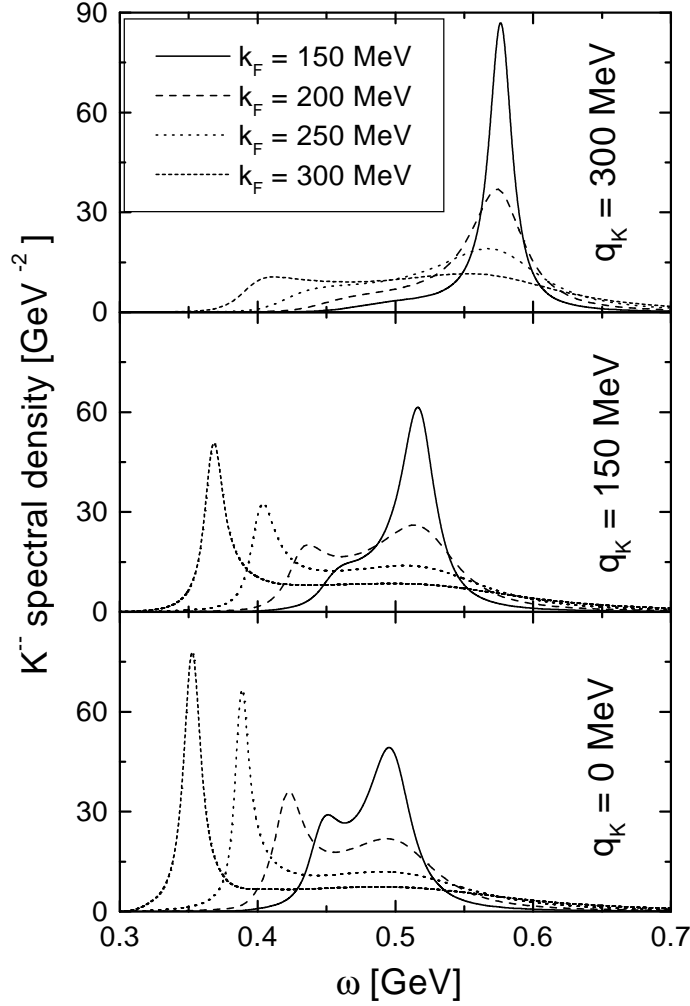 90
60
30
0
k_F = 150 MeV
k_F = 200 MeV
k_F = 250 MeV
k_F = 300 MeV
q_K = 300 MeV
60
30
0
q_K = 150 MeV
60
30
0
q_K = 0 MeV
0.3 0.4 0.5 0.6 0.7
ω [GeV]
K⁻ spectral density [GeV⁻²]